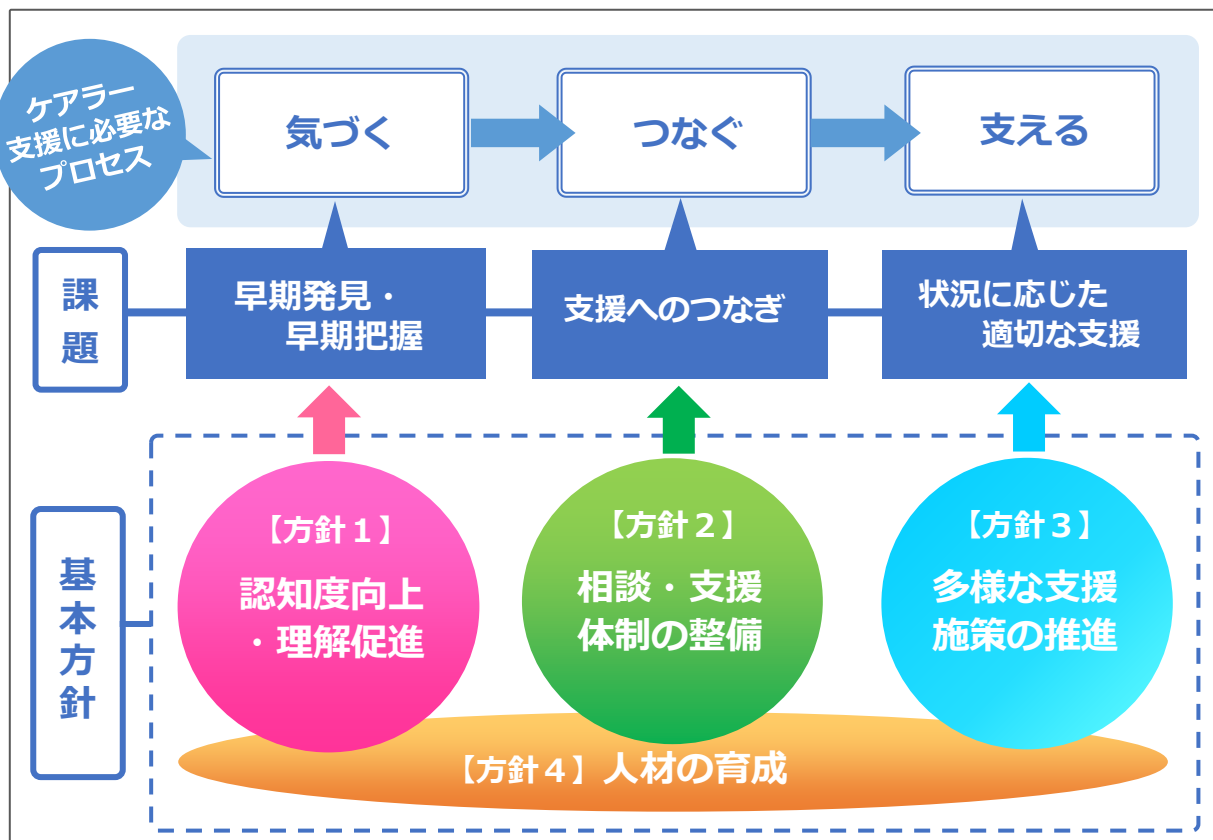 ケアラー
支援に必要な
プロセス
気づく
つなぐ
支える
課
題
早期発見・
早期把握
支援へのつなぎ
状況に応じた
適切な支援
基
本
方
針
【方針１】
認知度向上
・理解促進
【方針２】
相談・支援
体制の整備
【方針３】
多様な支援
施策の推進
【方針４】人材の育成